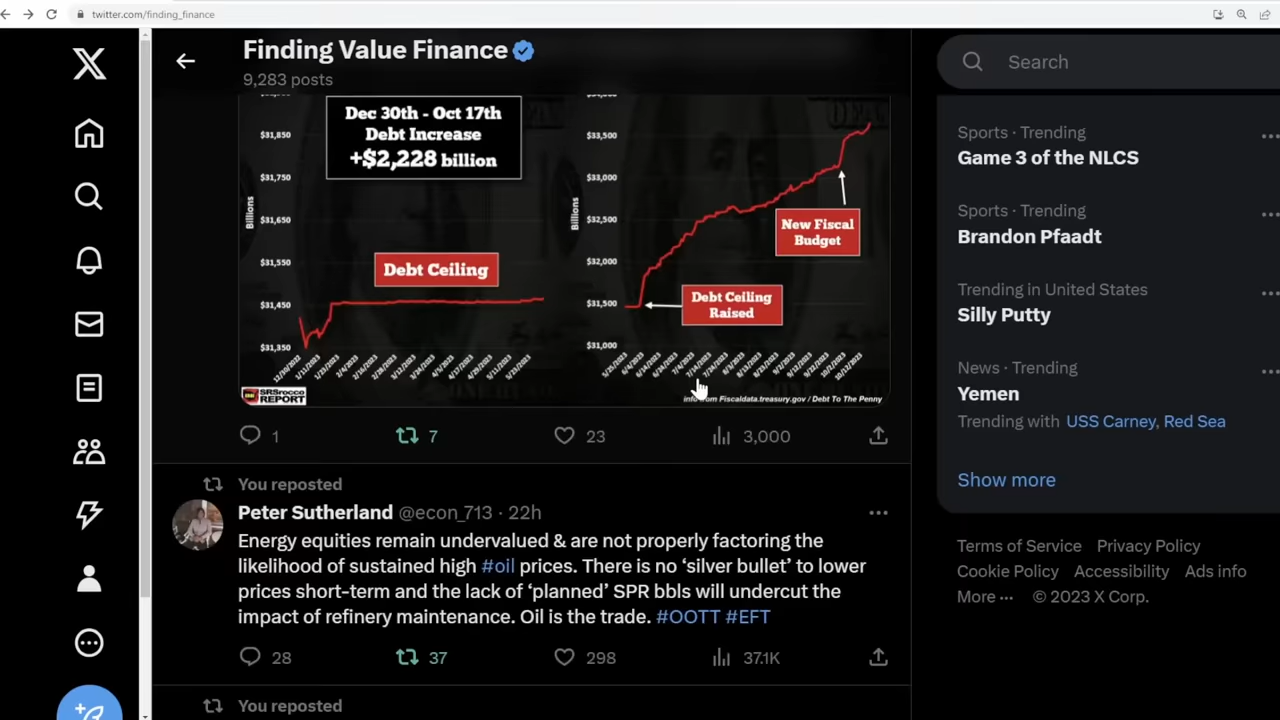 twitter.com/finding_finance
Finding Value Finance
9,283 posts
Search
Dec 30th - Oct 17th
Debt Increase
+$2,228 billion
Billions
$31,850
$31,750
$31,650
$31,550
$31,450
$31,350
Debt Ceiling
SRSrocco
REPORT
Billions
$33,500
$33,000
$32,500
$32,000
$31,500
$31,000
New Fiscal
Budget
Debt Ceiling
Raised
from Fiscaldata.treasury.gov / Debt To The Penny
1
7
23
3,000
You reposted
Peter Sutherland @econ_713 · 22h
Energy equities remain undervalued & are not properly factoring the
likelihood of sustained high #oil prices. There is no ‘silver bullet’ to lower
prices short-term and the lack of ‘planned’ SPR bbls will undercut the
impact of refinery maintenance. Oil is the trade. #OOTT #EFT
28
37
298
37.1K
You reposted
Sports · Trending
Game 3 of the NLCS
Sports · Trending
Brandon Pfaadt
Trending in United States
Silly Putty
News · Trending
Yemen
Trending with USS Carney, Red Sea
Show more
Terms of Service Privacy Policy
Cookie Policy Accessibility Ads info
More ··· © 2023 X Corp.